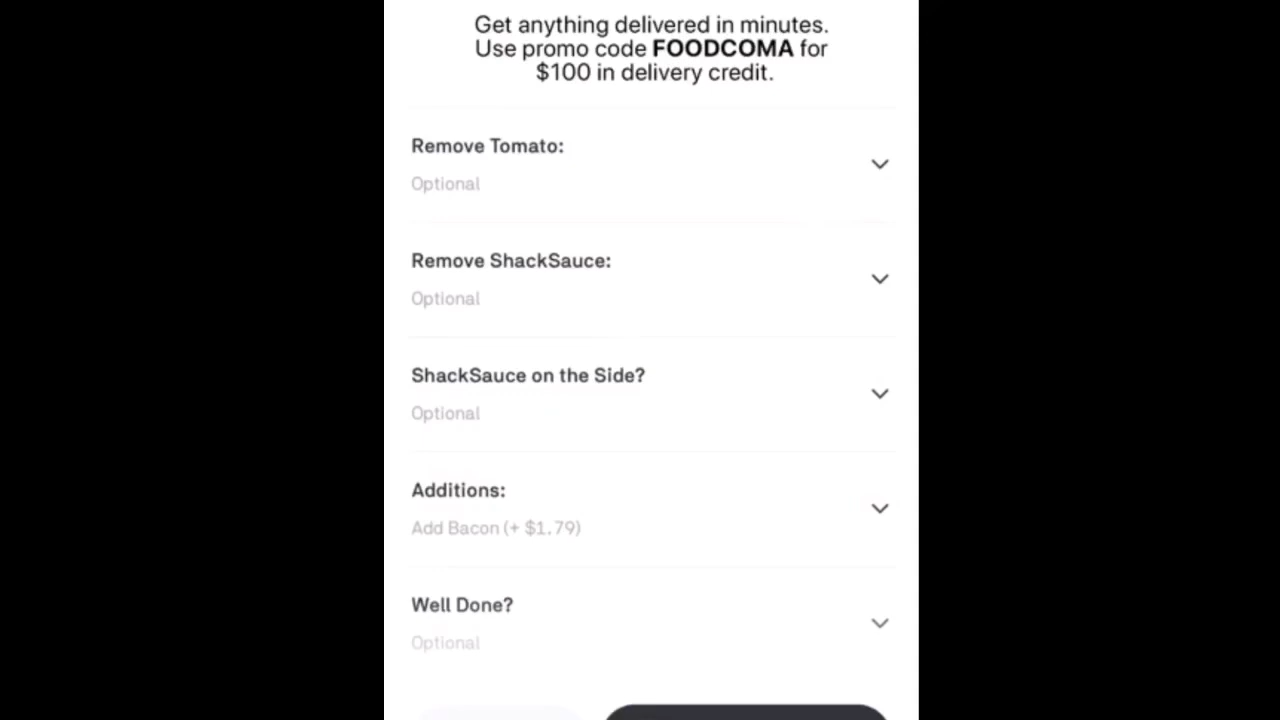 Get anything delivered in minutes.
Use promo code FOODCOMA for
$100 in delivery credit.
Remove Tomato:
Optional
Remove ShackSauce:
Optional
ShackSauce on the Side?
Optional
Additions:
Add Bacon (+ $1.79)
Well Done?
Optional